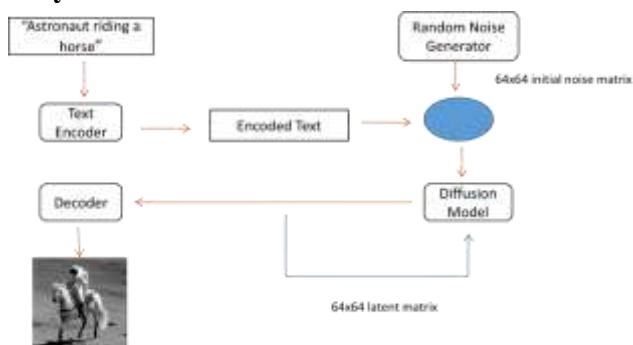 "Astronaut riding a
horse"
Random Noise
Generator
64x64 initial noise matrix
Text
Encoder
Encoded Text
Decoder
Diffusion
Model
64x64 latent matrix